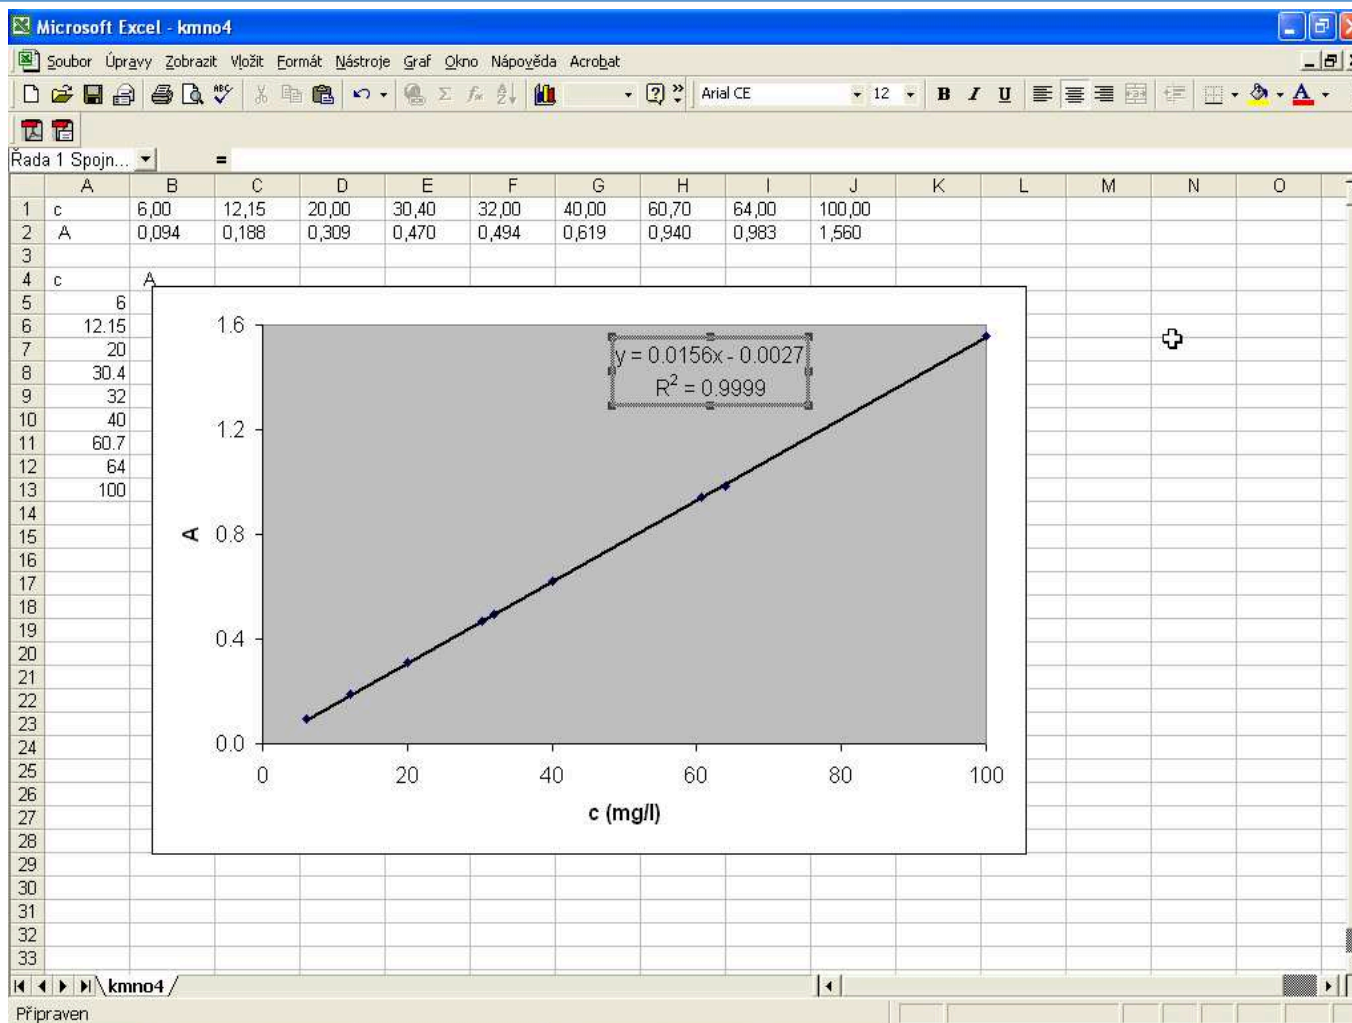 Microsoft Excel - kmno4
Soubor Úpravy Zobrazit Vložit Formát Nástroje Graf Okno Nápověda Acrobat
ABC Arial CE 12 B I U A
Řada 1 Spojn... =
A B C D E F G H I J K L M N O
1 c 6,00 12,15 20,00 30,40 32,00 40,00 60,70 64,00 100,00
2 A 0,094 0,188 0,309 0,470 0,494 0,619 0,940 0,983 1,560
3
4 c A
5 6
6 12.15
7 20
8 30.4
9 32
10 40
11 60.7
12 64
13 100
14
15
16
17
18
19
20
21
22
23
24
25
26
27
28
29
30
31
32
33
1.6
1.2
0.8
0.4
0.0
A
y = 0.0156x - 0.0027
R² = 0.9999
0 20 40 60 80 100
c (mg/l)
kmno4
Připraven